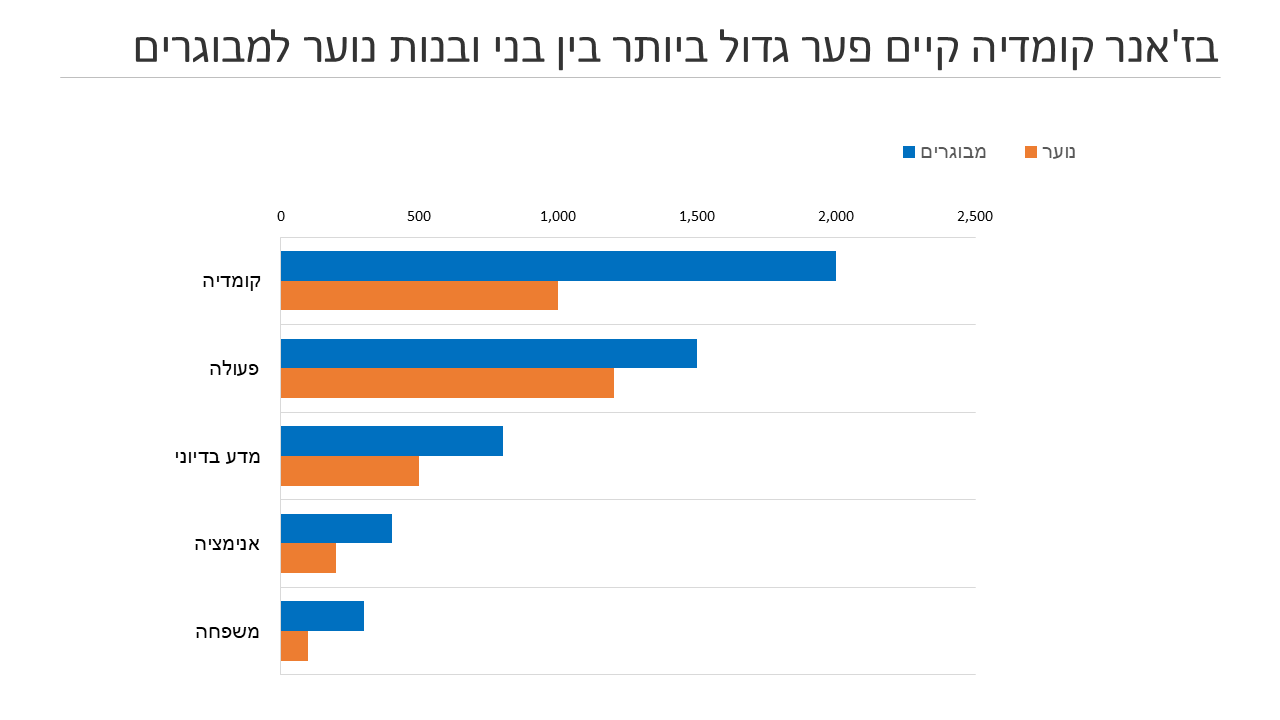 בז'אנר קומדיה קיים פער גדול ביותר בין בני ובנות נוער למבוגרים
נוער מבוגרים
0 500 1,000 1,500 2,000 2,500
קומדיה
פעולה
מדע בדיוני
אנימציה
משפחה